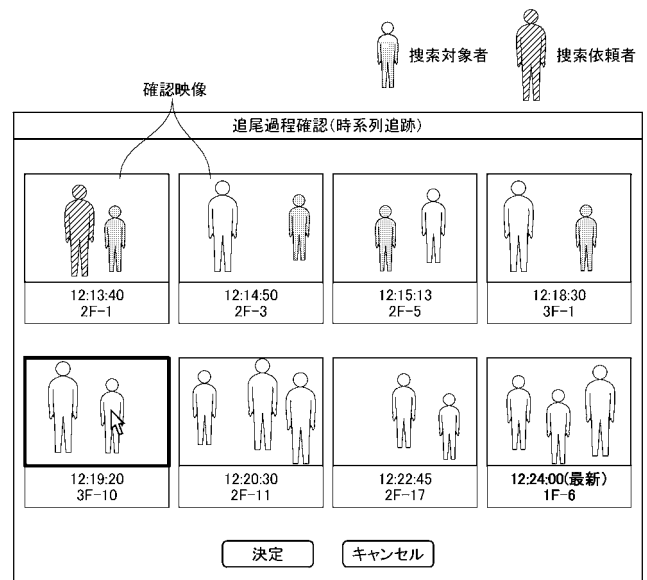 捜索対象者
捜索依頼者
確認映像
追尾過程確認(時系列追跡)
12:13:40
2F-1
12:14:50
2F-3
12:15:13
2F-5
12:18:30
3F-1
12:19:20
3F-10
12:20:30
2F-11
12:22:45
2F-17
12:24:00(最新)
1F-6
決定
キャンセル